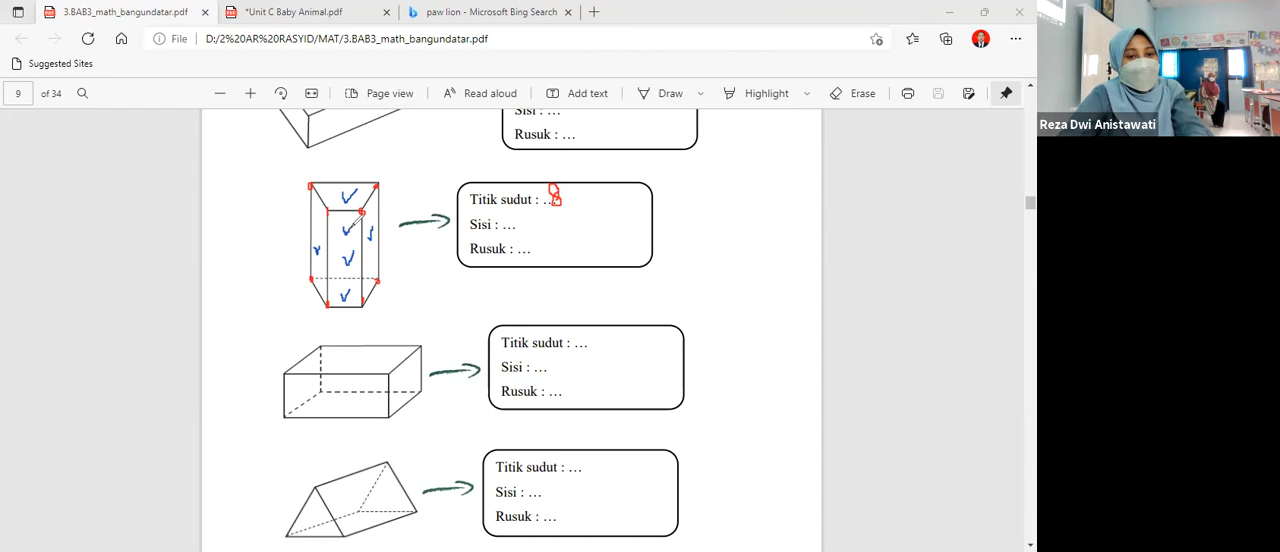 3.BAB3_math_bangundatar.pdf
*Unit C Baby Animal.pdf
paw lion - Microsoft Bing Search
File
D:/2%20AR%20RASYID/MAT/3.BAB3_math_bangundatar.pdf
Suggested Sites
9 of 34
Page view
Read aloud
Add text
Draw
Highlight
Erase
Reza Dwi Anistawati
Sisi : …
Rusuk : …
Titik sudut : … 8
Sisi : …
Rusuk : …
Titik sudut : …
Sisi : …
Rusuk : …
Titik sudut : …
Sisi : …
Rusuk : …